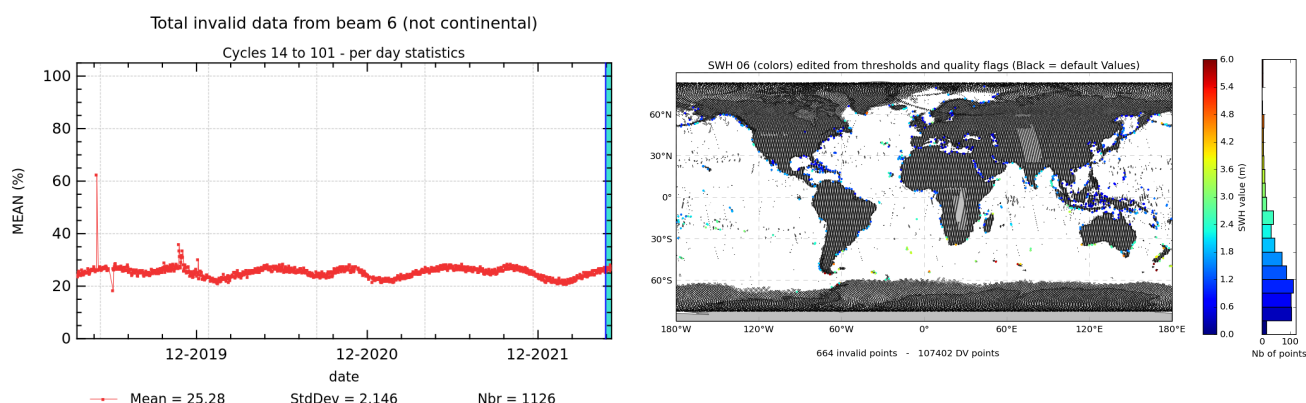 Total invalid data from beam 6 (not continental)
Cycles 14 to 101 - per day statistics
100
80
60
40
20
0
MEAN (%)
12-2019 12-2020 12-2021
date
Mean = 25.28 StdDev = 2.146 Nbr = 1126
SWH 06 (colors) edited from thresholds and quality flags (Black = default Values)
60°N
30°N
0°
30°S
60°S
180°W 120°W 60°W 0° 60°E 120°E 180°E
664 invalid points - 107402 DV points
6.0
5.4
4.8
4.2
3.6
3.0
2.4
1.8
1.2
0.6
0.0
SWH value (m)
0 100
Nb of points